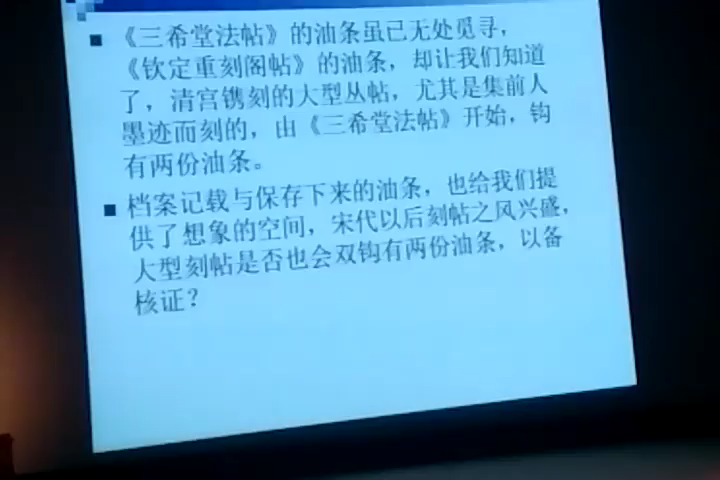 ■ 《三希堂法帖》的油条虽已无处觅寻，
《钦定重刻阁帖》的油条，却让我们知道
了，清宫镌刻的大型丛帖，尤其是集前人
墨迹而刻的，由《三希堂法帖》开始，钩
有两份油条。
■ 档案记载与保存下来的油条，也给我们提
供了想象的空间，宋代以后刻帖之风兴盛，
大型刻帖是否也会双钩有两份油条，以备
核证？